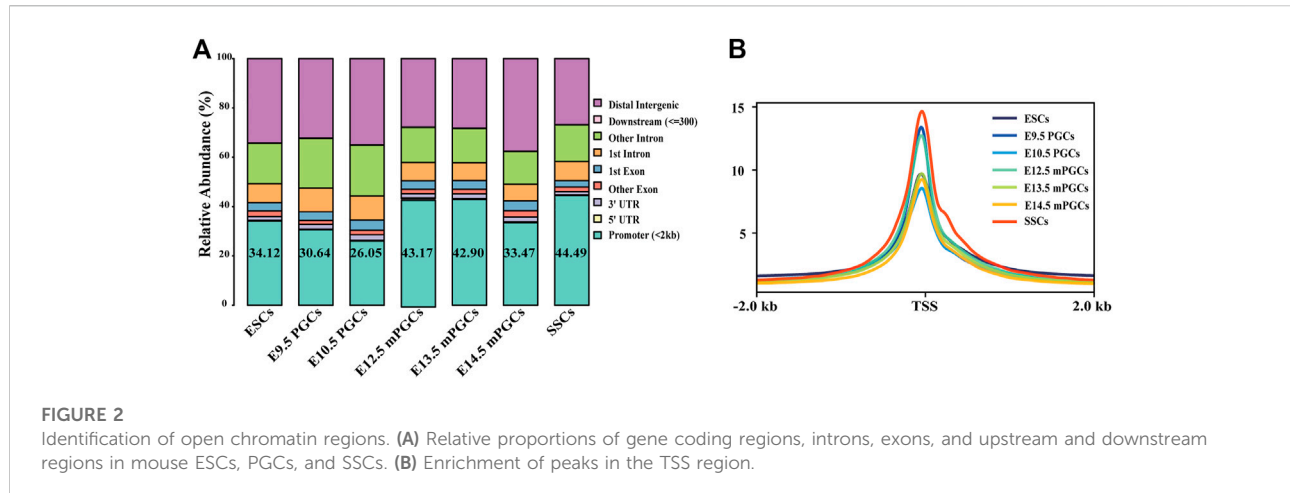 A
Relative Abundance (%)
100
80
60
40
20
0
34.12
30.64
26.05
43.17
42.90
33.47
44.49
ESCs
E9.5 PGCs
E10.5 PGCs
E12.5 mPGCs
E13.5 mPGCs
E14.5 mPGCs
SSCs
Distal Intergenic
Downstream (<=300)
Other Intron
1st Intron
1st Exon
Other Exon
3' UTR
5' UTR
Promoter (<2kb)
B
15
10
5
-2.0 kb
TSS
2.0 kb
ESCs
E9.5 PGCs
E10.5 PGCs
E12.5 mPGCs
E13.5 mPGCs
E14.5 mPGCs
SSCs
FIGURE 2
Identification of open chromatin regions. (A) Relative proportions of gene coding regions, introns, exons, and upstream and downstream
regions in mouse ESCs, PGCs, and SSCs. (B) Enrichment of peaks in the TSS region.